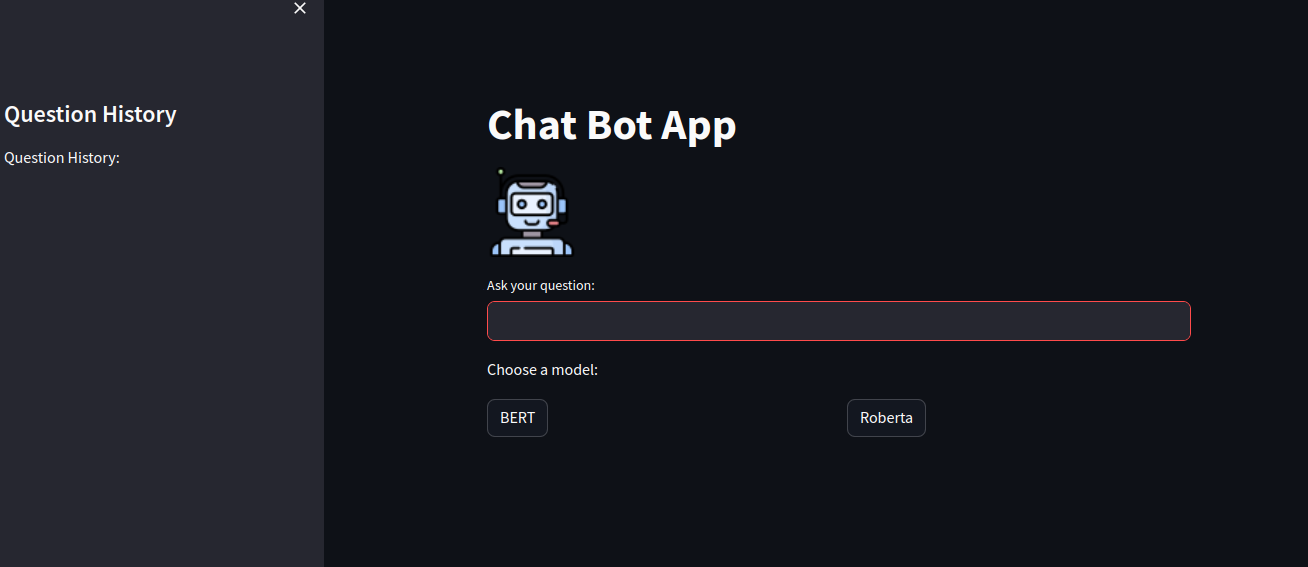 Question History
Question History:
Chat Bot App
Ask your question:
Choose a model:
BERT
Roberta